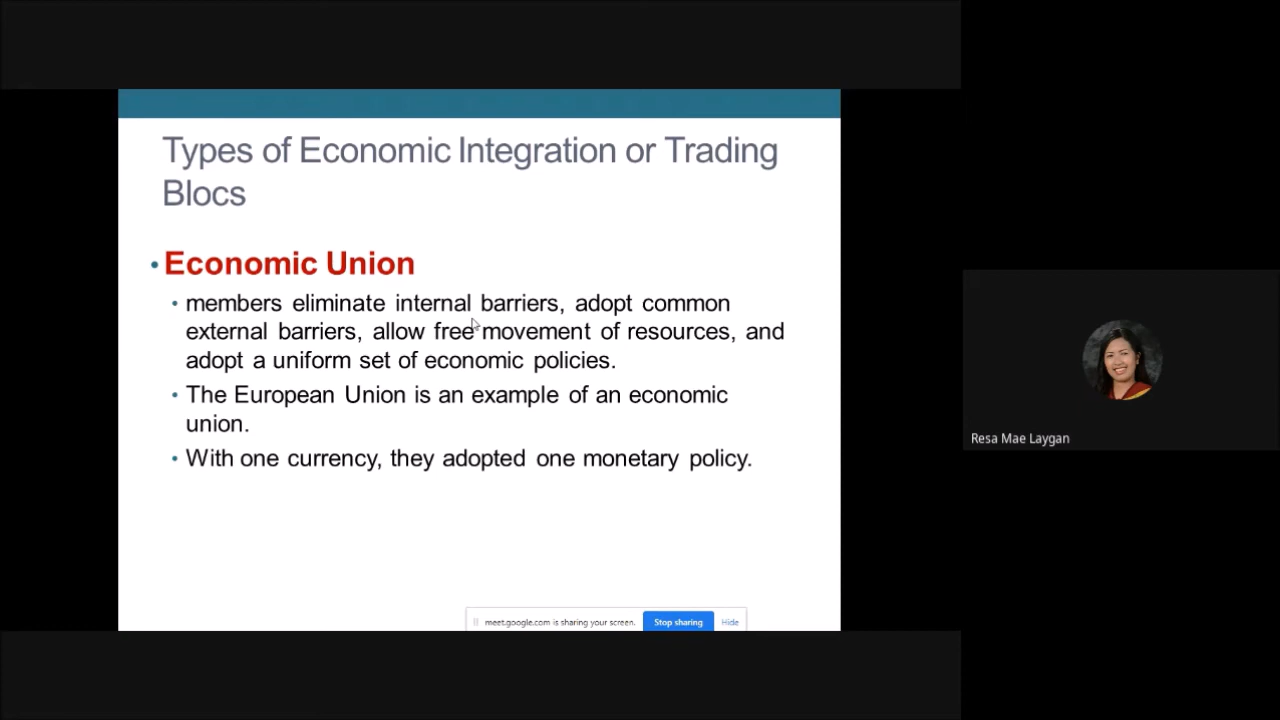 Types of Economic Integration or Trading
Blocs
• Economic Union
• members eliminate internal barriers, adopt common
external barriers, allow free movement of resources, and
adopt a uniform set of economic policies.
• The European Union is an example of an economic
union.
• With one currency, they adopted one monetary policy.
Resa Mae Laygan
meet.google.com is sharing your screen.
Stop sharing
Hide